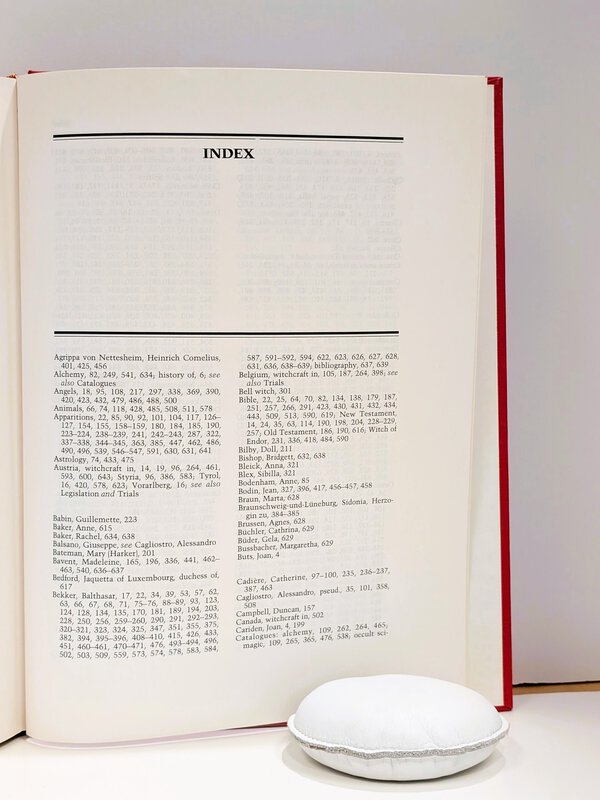 INDEX
Agrippa von Nettesheim, Heinrich Cornelius,
401, 425, 456
Alchemy, 82, 249, 541, 634; history of, 6; see
also Catalogues
Angels, 18, 95, 108, 217, 297, 338, 369, 390,
420, 423, 432, 479, 486, 488, 500
Animals, 66, 74, 118, 428, 485, 508, 511, 578
Apparitions, 22, 85, 90, 92, 101, 104, 117, 126–
127, 154, 155, 158–159, 180, 184, 185, 190,
223–224, 238–239, 241, 242–243, 287, 322,
337–338, 344–345, 363, 385, 447, 462, 486,
490, 496, 539, 546–547, 591, 630, 631, 641
Astrology, 74, 433, 475
Austria, witchcraft in, 14, 19, 96, 264, 461,
593, 600, 643; Styria, 96, 386, 583; Tyrol,
16, 420, 578, 623; Vorarlberg, 16; see also
Legislation and Trials
Babin, Guillemette, 223
Baker, Anne, 615
Baker, Rachel, 634, 638
Balsano, Giuseppe, see Cagliostro, Alessandro
Bateman, Mary (Harker), 201
Bavent, Madeleine, 165, 196, 336, 441, 462–
463, 540, 636–637
Bedford, Jaquetta of Luxembourg, duchess of,
617
Bekker, Balthasar, 17, 22, 34, 39, 53, 57, 62,
63, 66, 67, 68, 71, 75–76, 88–89, 93, 123,
124, 128, 134, 135, 170, 181, 189, 194, 203,
228, 250, 256, 259–260, 290, 291, 292–293,
320–321, 323, 324, 325, 347, 351, 355, 375,
382, 394, 395–396, 408–410, 415, 426, 433,
451, 460–461, 470–471, 476, 493–494, 496,
502, 503, 509, 559, 573, 574, 578, 583, 584,
587, 591–592, 594, 622, 623, 626, 627, 628,
631, 636, 638–639; bibliography, 637, 639
Belgium, witchcraft in, 105, 187, 264, 398; see
also Trials
Bell witch, 301
Bible, 22, 25, 64, 70, 82, 134, 138, 179, 187,
251, 257, 266, 291, 423, 430, 431, 432, 434,
443, 509, 513, 590, 619; New Testament,
14, 24, 35, 63, 114, 190, 198, 204, 228–229,
257; Old Testament, 186, 190, 616; Witch of
Endor, 231, 336, 418, 484, 590
Bilby, Doll, 211
Bishop, Bridgett, 632, 638
Bleick, Anna, 321
Blex, Sibilla, 321
Bodenham, Anne, 85
Bodin, Jean, 327, 396, 417, 456–457, 458
Braun, Marta, 628
Braunschweig-und-Lüneburg, Sidonia, Herzo-
gin zu, 384–385
Brussen, Agnes, 628
Büchler, Cathrina, 629
Büder, Gela, 629
Bussbacher, Margaretha, 629
Buts, Joan, 4
Cadière, Catherine, 97–100, 235, 236–237,
387, 463
Cagliostro, Alessandro, pseud., 35, 101, 358,
508
Campbell, Duncan, 157
Canada, witchcraft in, 502
Cariden, Joan, 4, 199
Catalogues: alchemy, 109, 262, 264, 465;
magic, 109, 265, 365, 476, 538; occult sci-